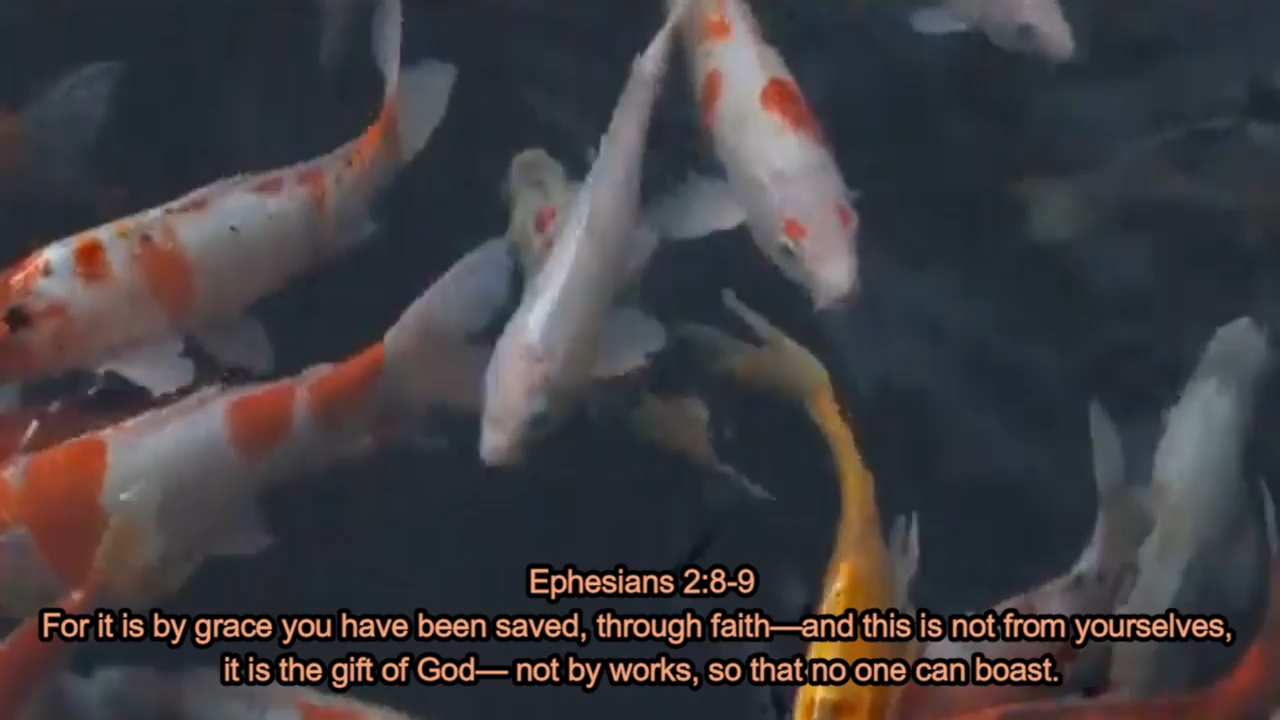 Ephesians 2:8-9
For it is by grace you have been saved, through faith—and this is not from yourselves,
it is the gift of God— not by works, so that no one can boast.